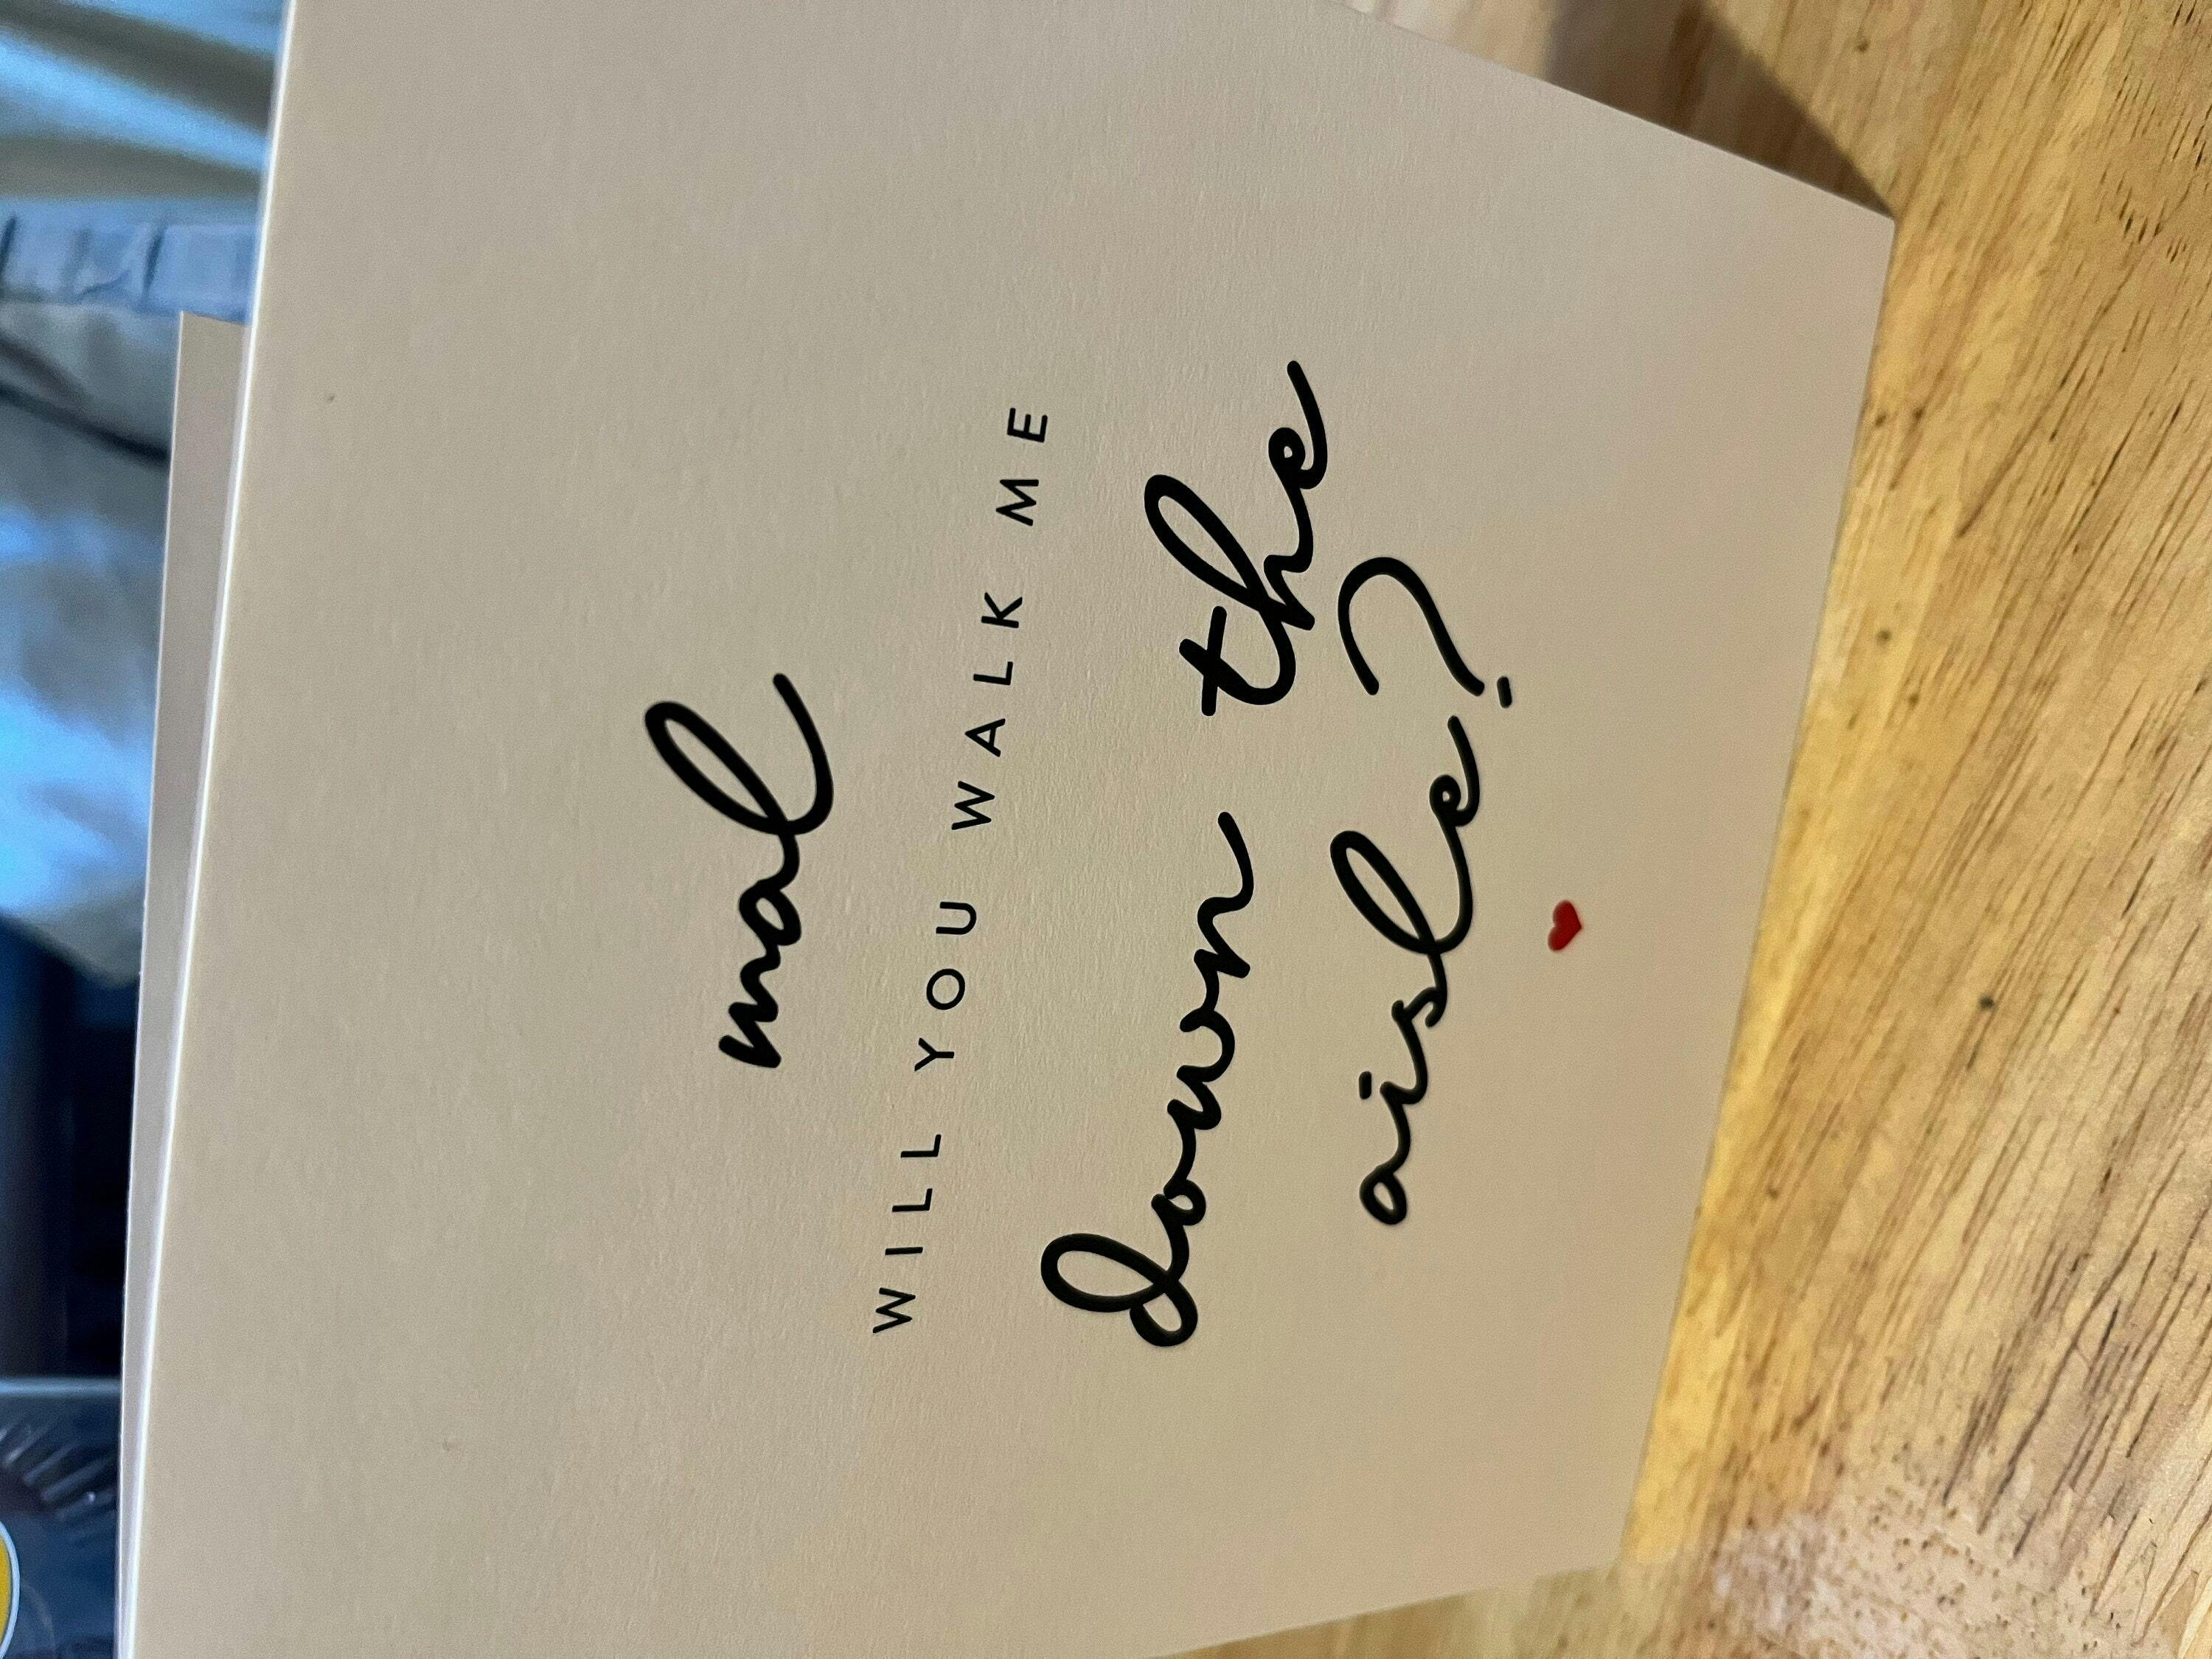 mal
WILL YOU WALK ME
down the
aisle?